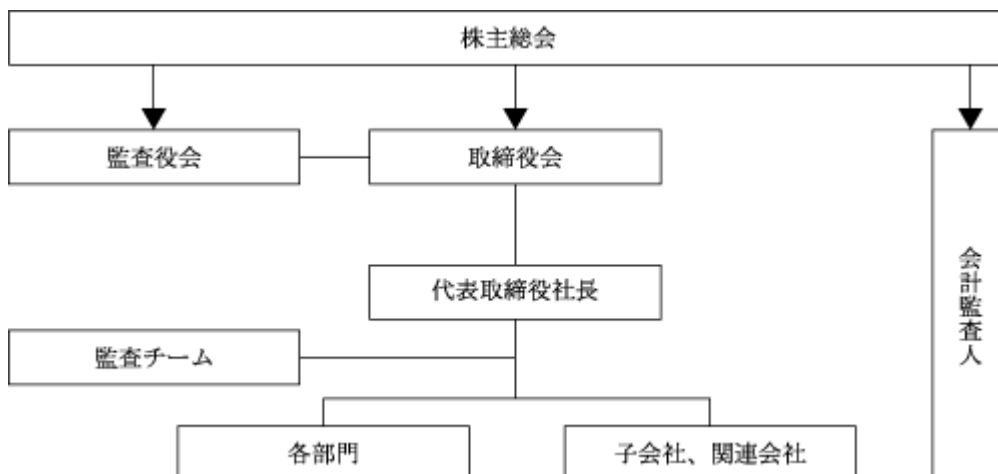 株主総会
監査役会
取締役会
会計監査人
代表取締役社長
監査チーム
各部門
子会社、関連会社